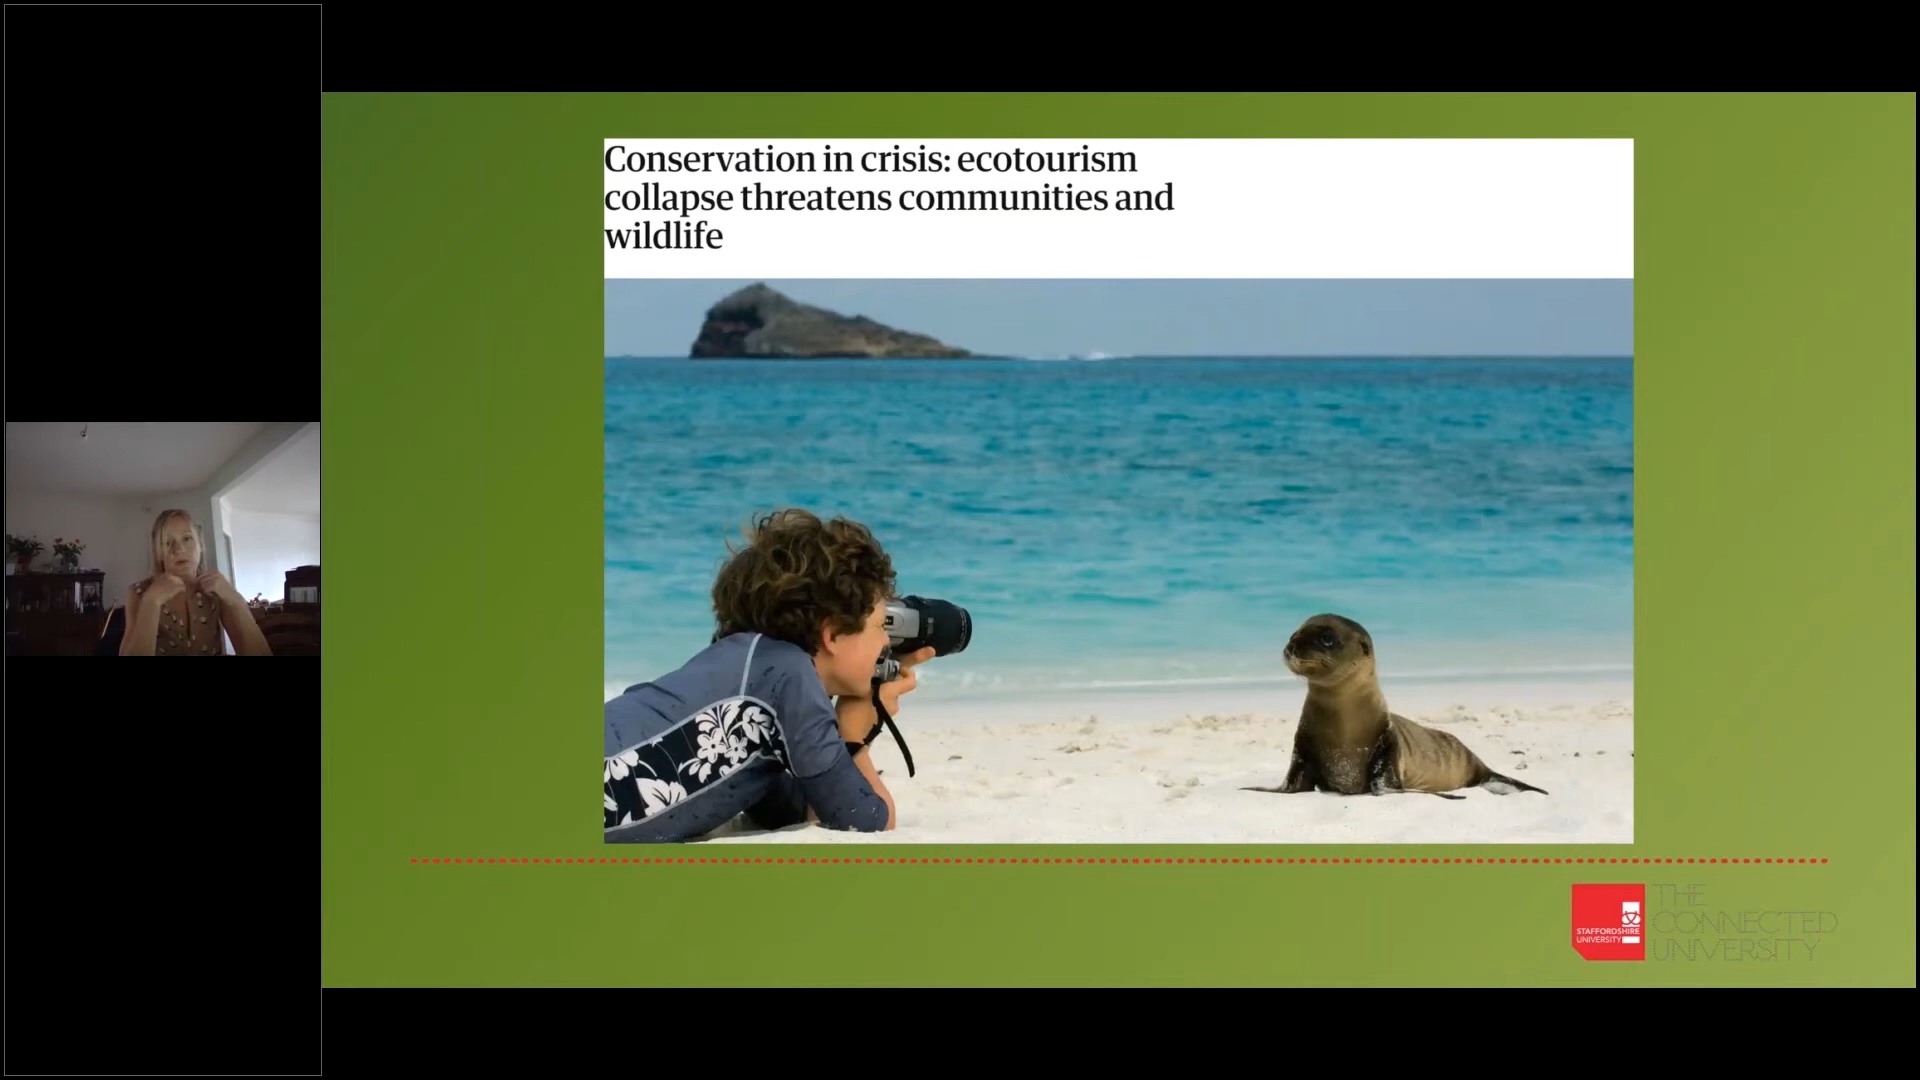 Conservation in crisis: ecotourism
collapse threatens communities and
wildlife
STAFFORDSHIRE
UNIVERSITY
THE
CONNECTED
UNIVERSITY